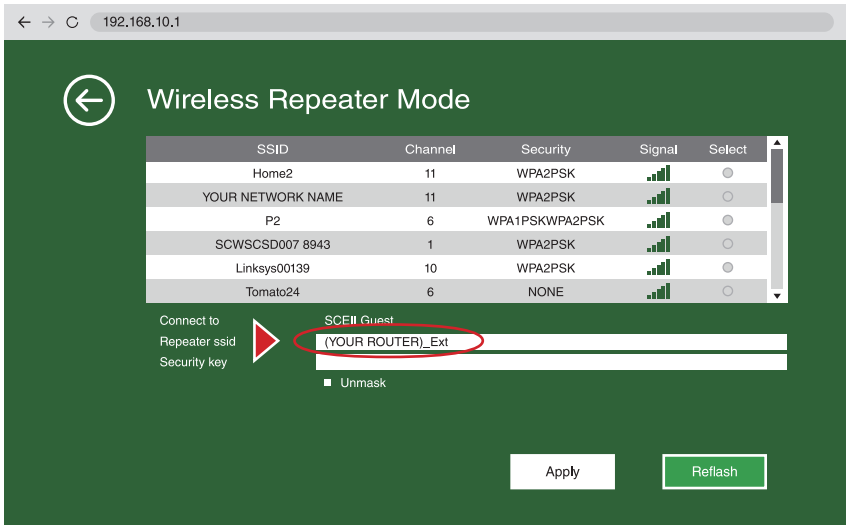 192.168.10.1
Wireless Repeater Mode
SSID Channel Security Signal Select
Home2 11 WPA2PSK
YOUR NETWORK NAME 11 WPA2PSK
P2 6 WPA1PSKWPA2PSK
SCWSCSD007 8943 1 WPA2PSK
Linksys00139 10 WPA2PSK
Tomato24 6 NONE
Connect to SCEII Guest
Repeater ssid (YOUR ROUTER)_Ext
Security key
Unmask
Apply Reflash